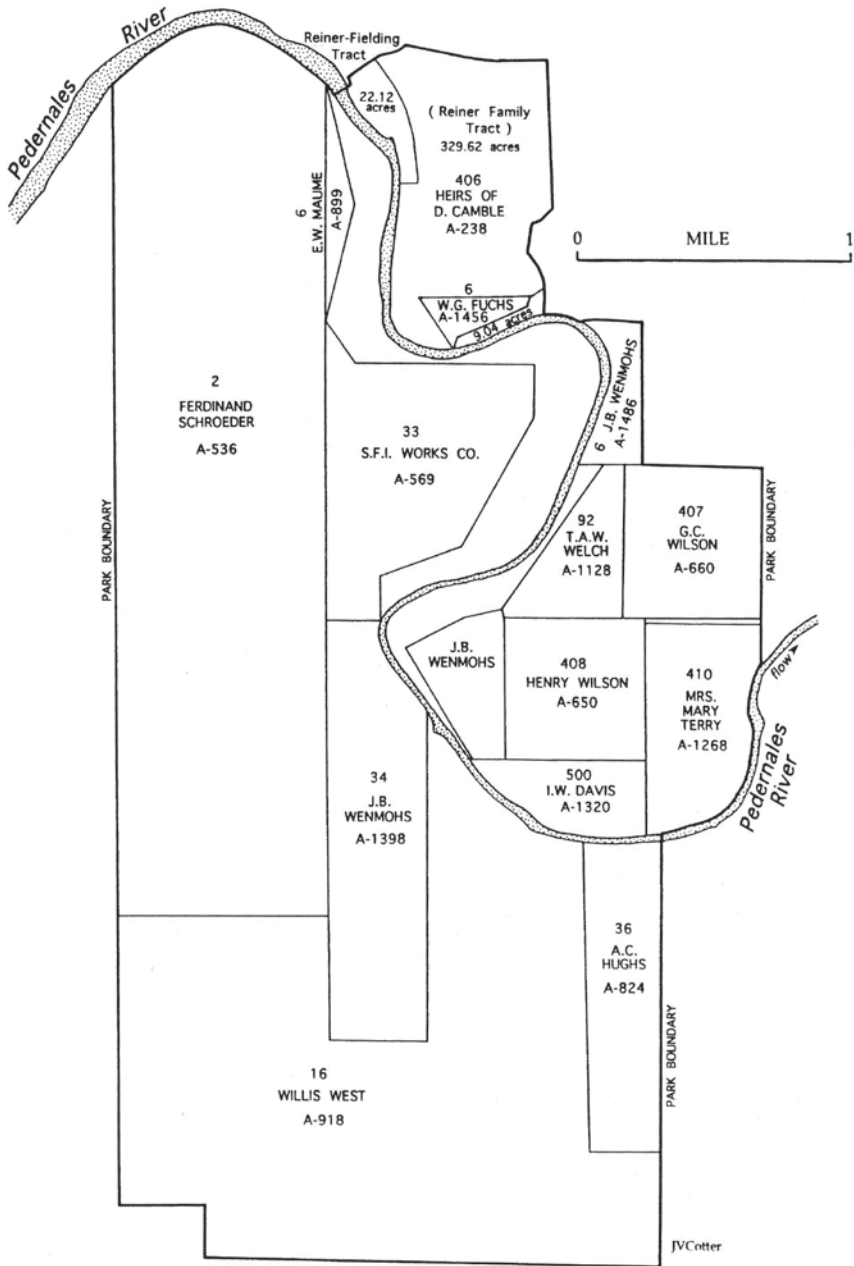 Pedernales River
Reiner-Fielding
Tract
22.12
acres
( Reiner Family
Tract )
329.62 acres
406
HEIRS OF
D. CAMBLE
A-238
6
E.W. MAUME
A-899
0 MILE 1
6
W.G. FUCHS
A-1456
9.04 acres
6 J.B. WENMOHS
A-1486
2
FERDINAND
SCHROEDER
A-536
33
S.F.I. WORKS CO.
A-569
PARK BOUNDARY
92
T.A.W.
WELCH
A-1128
407
G.C.
WILSON
A-660
PARK BOUNDARY
J.B.
WENMOHS
408
HENRY WILSON
A-650
410
MRS.
MARY
TERRY
A-1268
flow
Pedernales
River
34
J.B.
WENMOHS
A-1398
500
I.W. DAVIS
A-1320
36
A.C.
HUGHS
A-824
PARK BOUNDARY
16
WILLIS WEST
A-918
JVCotter